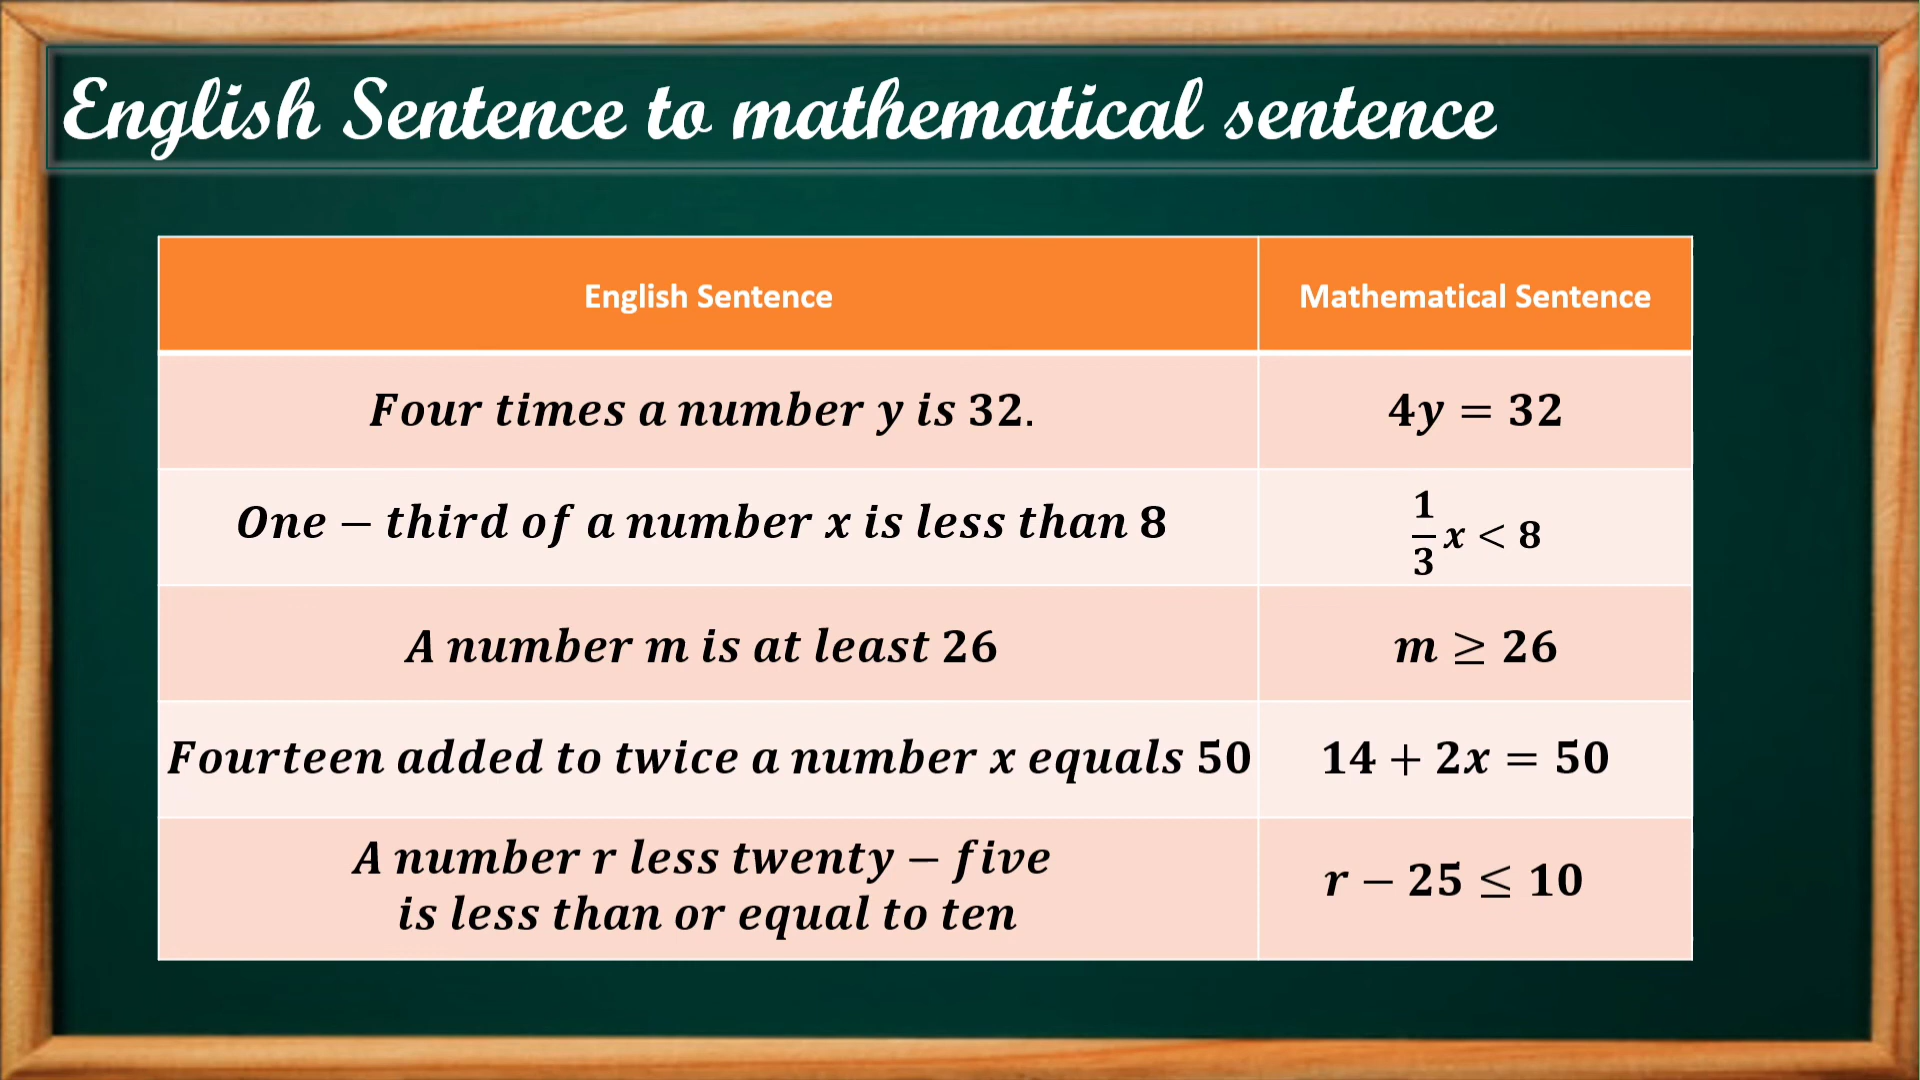 English Sentence to mathematical sentence
English Sentence
Mathematical Sentence
Four times a number y is 32.
4y = 32
One − third of a number x is less than 8
1/3 x < 8
A number m is at least 26
m ≥ 26
Fourteen added to twice a number x equals 50
14 + 2x = 50
A number r less twenty − five
is less than or equal to ten
r − 25 ≤ 10